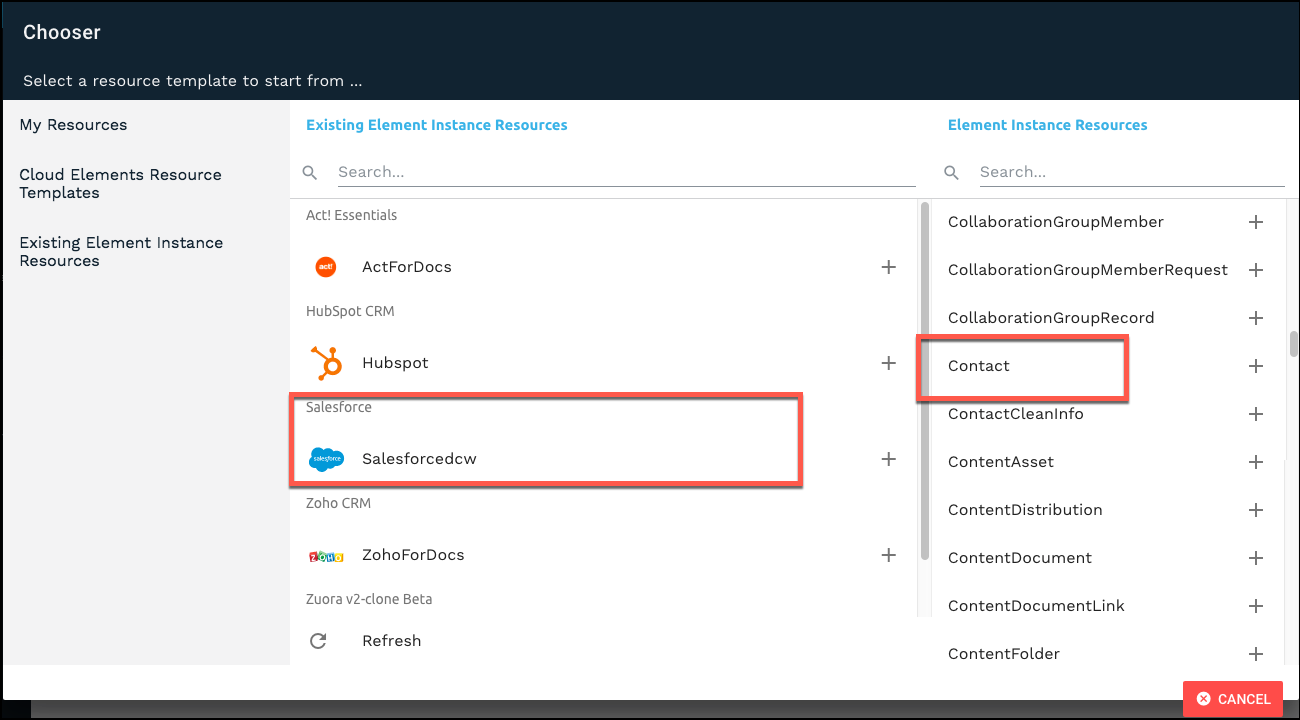 Chooser
Select a resource template to start from ...
My Resources
Cloud Elements Resource
Templates
Existing Element Instance
Resources
Existing Element Instance Resources
Search...
Act! Essentials
act!
ActForDocs
HubSpot CRM
Hubspot
Salesforce
salesforce
Salesforcedcw
Zoho CRM
ZOHO
ZohoForDocs
Zuora v2-clone Beta
Refresh
Element Instance Resources
Search...
CollaborationGroupMember
CollaborationGroupMemberRequest
CollaborationGroupRecord
Contact
ContactCleanInfo
ContentAsset
ContentDistribution
ContentDocument
ContentDocumentLink
ContentFolder
CANCEL